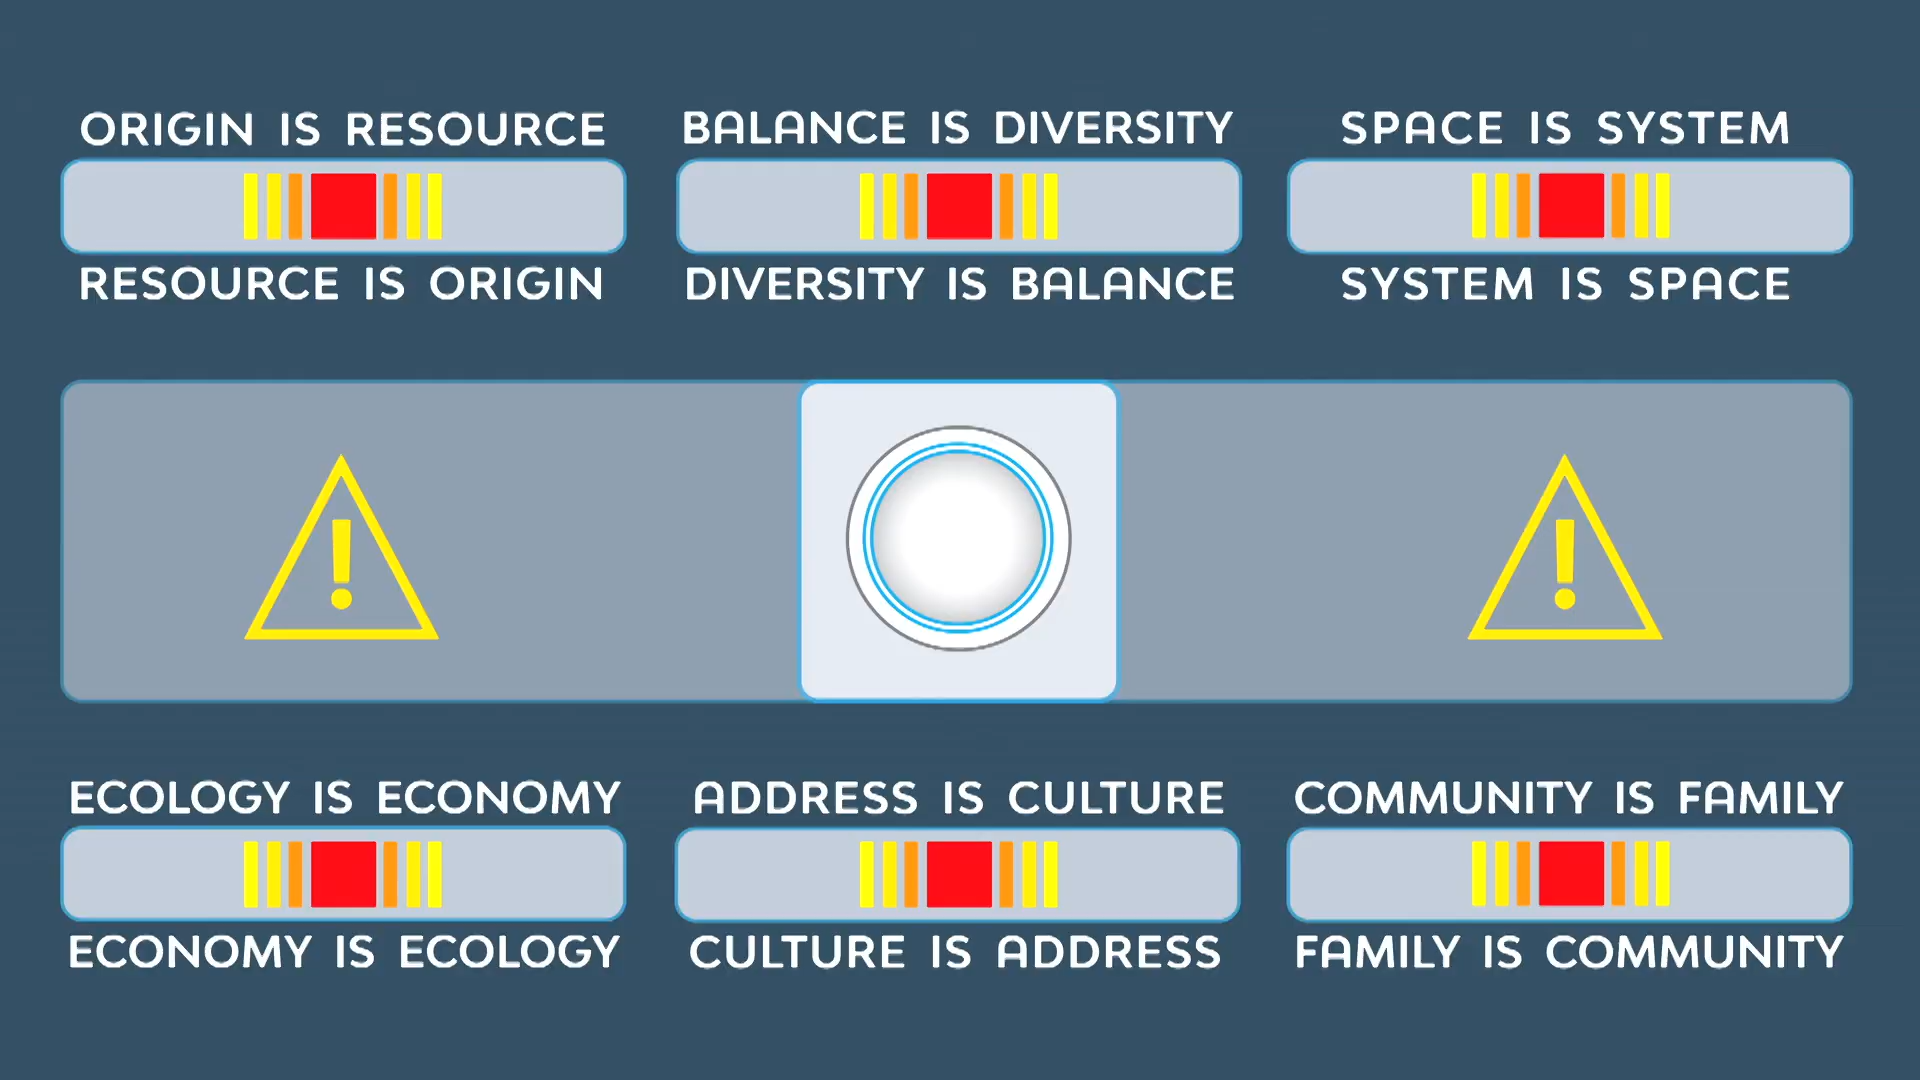 ORIGIN IS RESOURCE
RESOURCE IS ORIGIN
BALANCE IS DIVERSITY
DIVERSITY IS BALANCE
SPACE IS SYSTEM
SYSTEM IS SPACE
!
!
ECOLOGY IS ECONOMY
ECONOMY IS ECOLOGY
ADDRESS IS CULTURE
CULTURE IS ADDRESS
COMMUNITY IS FAMILY
FAMILY IS COMMUNITY